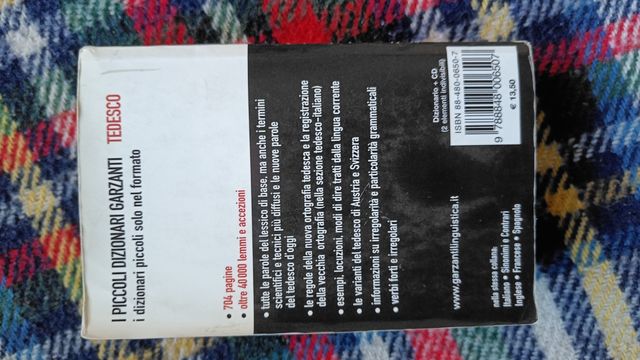 I PICCOLI DIZIONARI GARZANTI
TEDESCO
i dizionari piccoli solo nel formato
• 704 pagine
• oltre 40000 lemmi e accezioni
• tutte le parole del lessico di base, ma anche i termini
scientifici e tecnici più diffusi e le nuove parole
del tedesco d'oggi
• le regole della nuova ortografia tedesca e la registrazione
della vecchia ortografia (nella sezione tedesco-italiano)
• esempi, locuzioni, modi di dire tratti dalla lingua corrente
• le varianti del tedesco di Austria e Svizzera
• informazioni su irregolarità e particolarità grammaticali
• verbi forti e irregolari
www.garzantilinguistica.it
nella stessa collana:
Italiano • Sinonimi e Contrari
Inglese • Francese • Spagnolo
Dizionario + CD
(2 elementi indivisibili)
ISBN 88-480-0650-7
9 788848 006507
€ 13,50